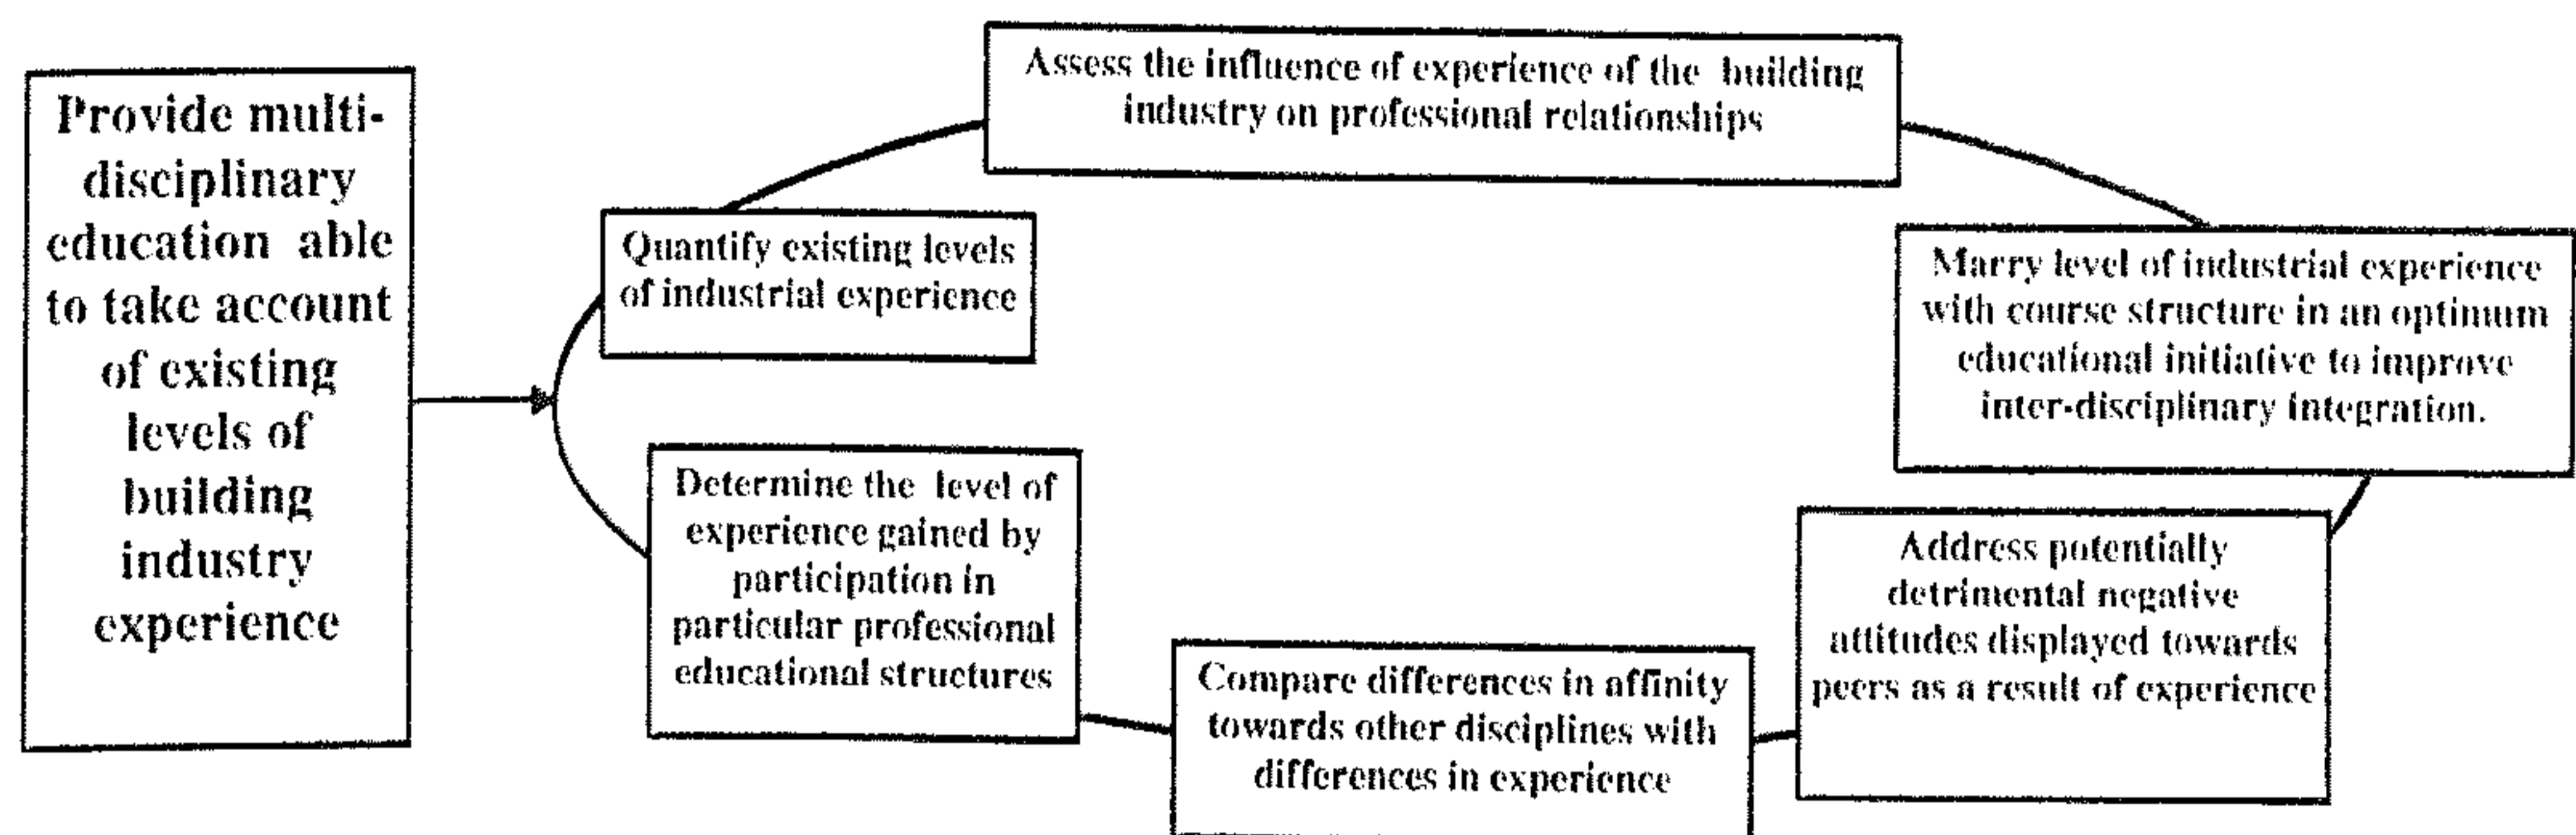 Provide multi-
disciplinary
education able
to take account
of existing
levels of
building
industry
experience
Assess the influence of experience of the building
industry on professional relationships
Quantify existing levels
of industrial experience
Marry level of industrial experience
with course structure in an optimum
educational initiative to improve
inter-disciplinary integration.
Determine the level of
experience gained by
participation in
particular professional
educational structures
Address potentially
detrimental negative
attitudes displayed towards
peers as a result of experience
Compare differences in affinity
towards other disciplines with
differences in experience